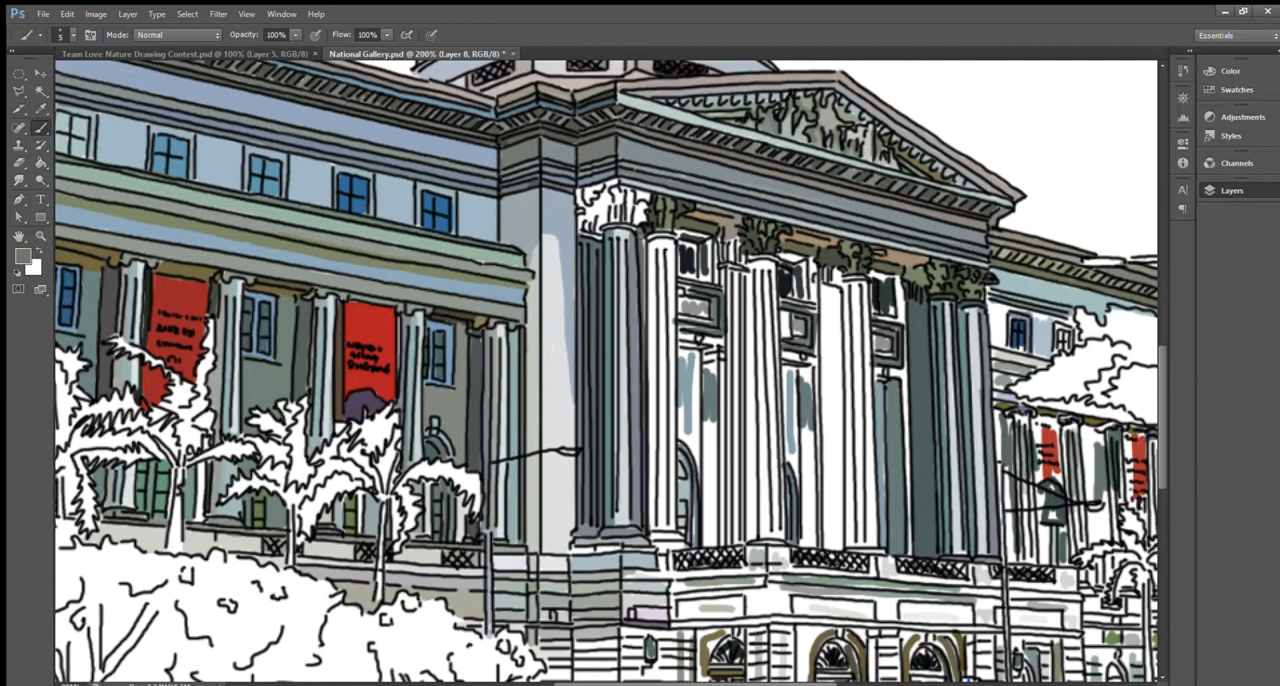 Ps File Edit Image Layer Type Select Filter View Window Help
5 Mode: Normal Opacity: 100% Flow: 100%
Essentials
Team Love Nature Drawing Contest.psd @ 100% (Layer 5, RGB/8) × National Gallery.psd @ 200% (Layer 8, RGB/8) * ×
Color
Swatches
Adjustments
Styles
Channels
Layers